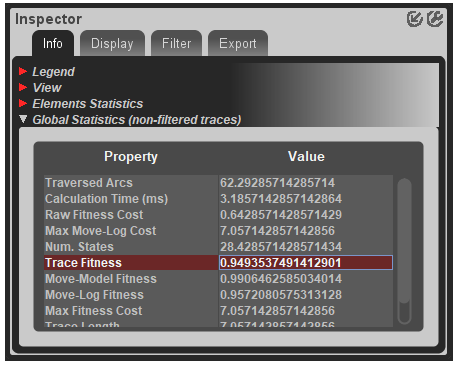 Inspector
Info Display Filter Export
Legend
View
Elements Statistics
Global Statistics (non-filtered traces)
Property Value
Traversed Arcs 62.29285714285714
Calculation Time (ms) 3.1857142857142864
Raw Fitness Cost 0.6428571428571429
Max Move-Log Cost 7.057142857142856
Num. States 28.428571428571434
Trace Fitness 0.9493537491412901
Move-Model Fitness 0.9906462585034014
Move-Log Fitness 0.9572080575313128
Max Fitness Cost 7.057142857142856
Trace Length 7.057142857142856